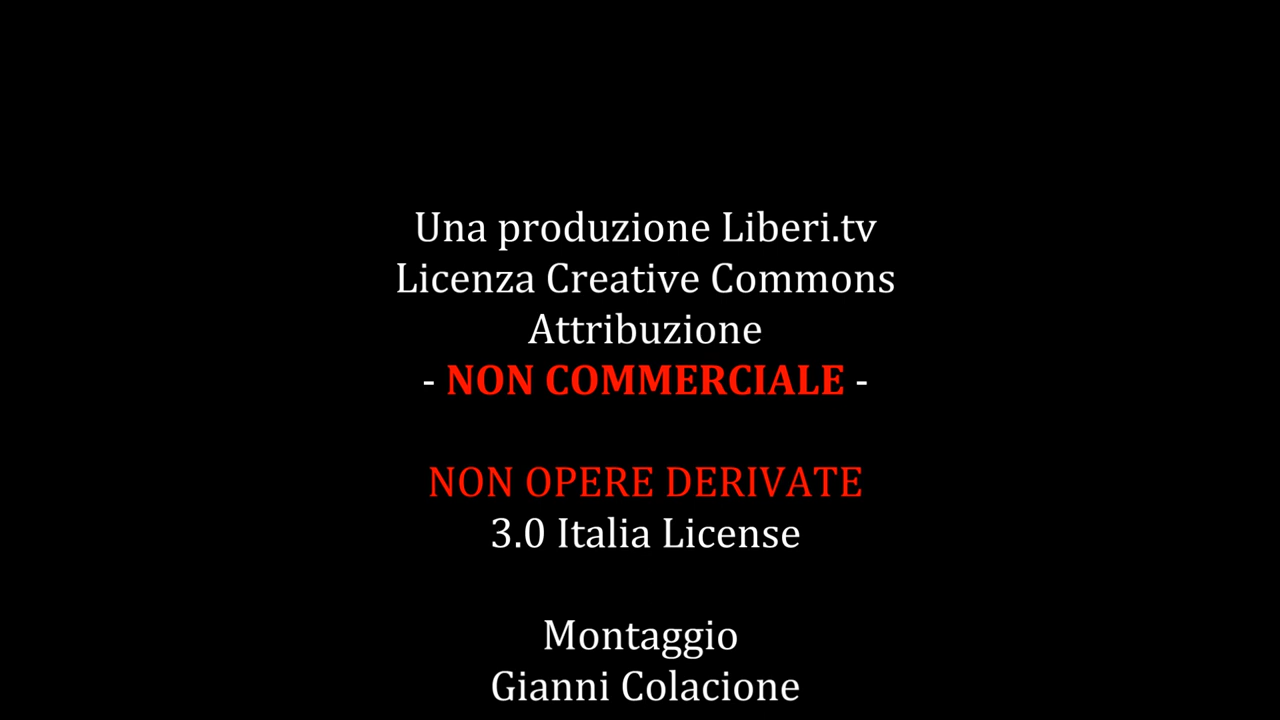 Una produzione Liberi.tv
Licenza Creative Commons
Attribuzione
- NON COMMERCIALE -
NON OPERE DERIVATE
3.0 Italia License
Montaggio
Gianni Colacione